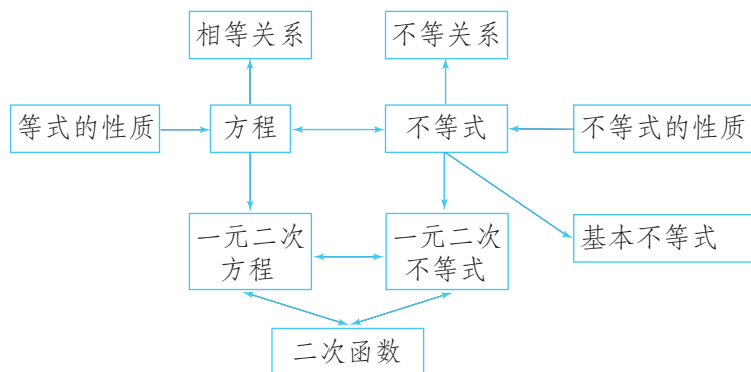 相等关系
不等关系
等式的性质
方程
不等式
不等式的性质
一元二次
方程
一元二次
不等式
基本不等式
二次函数